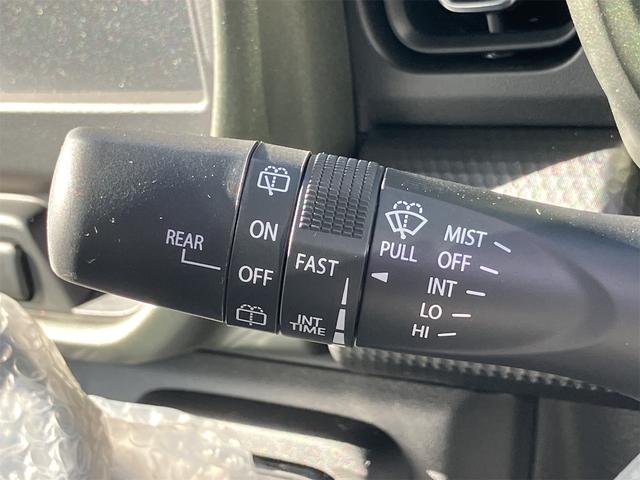 REAR
ON
OFF
FAST
INT
TIME
PULL
MIST
OFF
INT
LO
HI